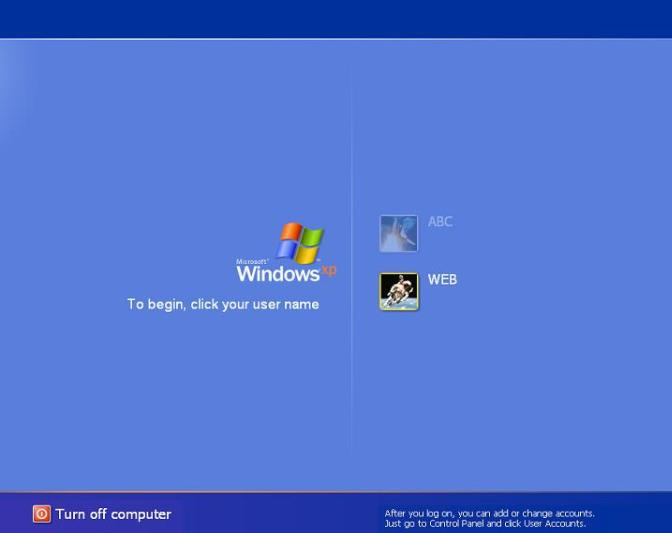 Microsoft®
Windows xp
To begin, click your user name
ABC
WEB
Turn off computer
After you log on, you can add or change accounts.
Just go to Control Panel and click User Accounts.